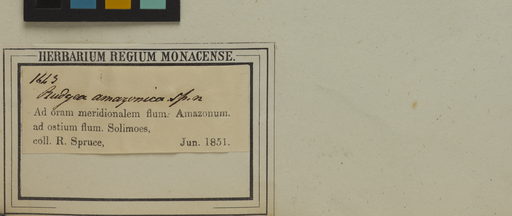 HERBARIUM REGIUM MONACENSE.
1643
Rudgea amazonica sp. n
Ad oram meridionalem flum. Amazonum.
ad ostium flum. Solimoes,
coll. R. Spruce, Jun. 1851.